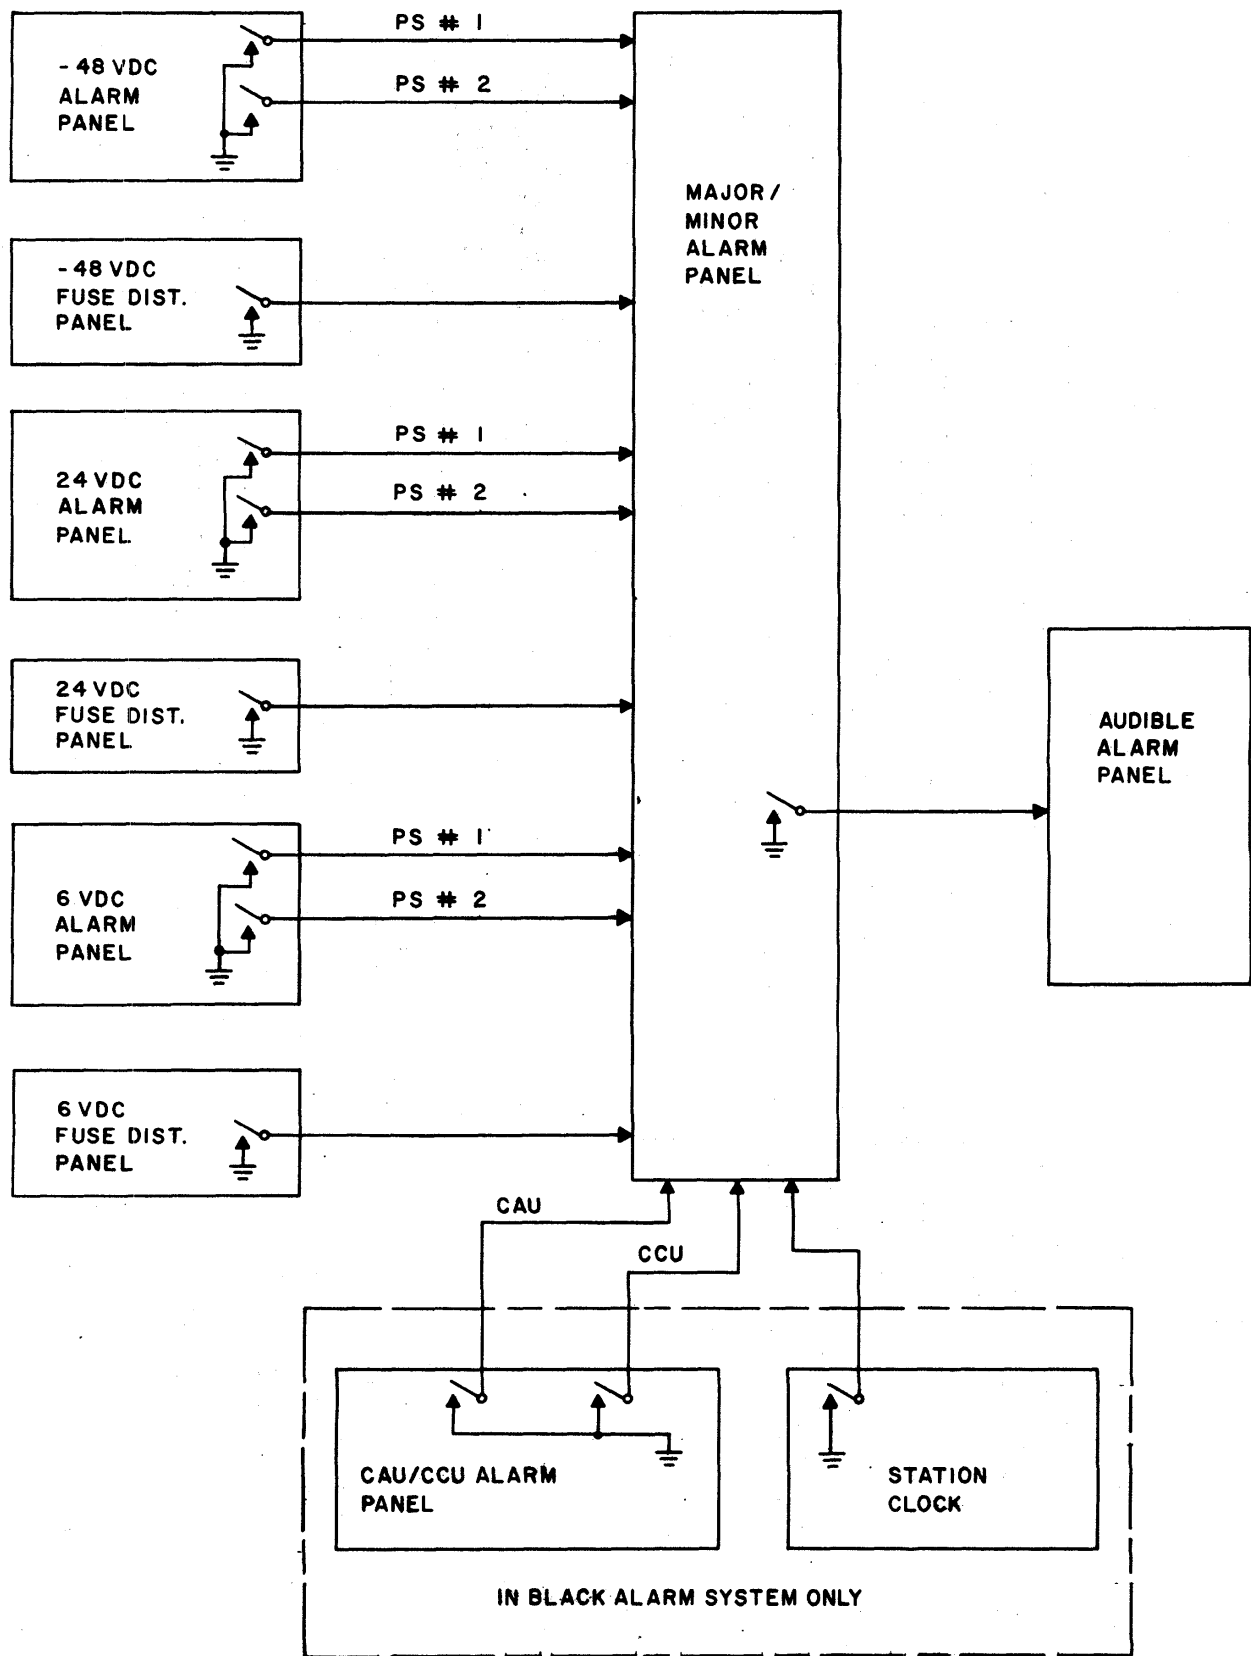 PS # 1
- 48 VDC
ALARM
PANEL
PS # 2
MAJOR /
MINOR
ALARM
PANEL
- 48 VDC
FUSE DIST.
PANEL
PS # 1
24 VDC
ALARM
PANEL
PS # 2
24 VDC
FUSE DIST.
PANEL
AUDIBLE
ALARM
PANEL
PS # 1
6 VDC
ALARM
PANEL
PS # 2
6 VDC
FUSE DIST.
PANEL
CAU
CCU
CAU/CCU ALARM
PANEL
STATION
CLOCK
IN BLACK ALARM SYSTEM ONLY